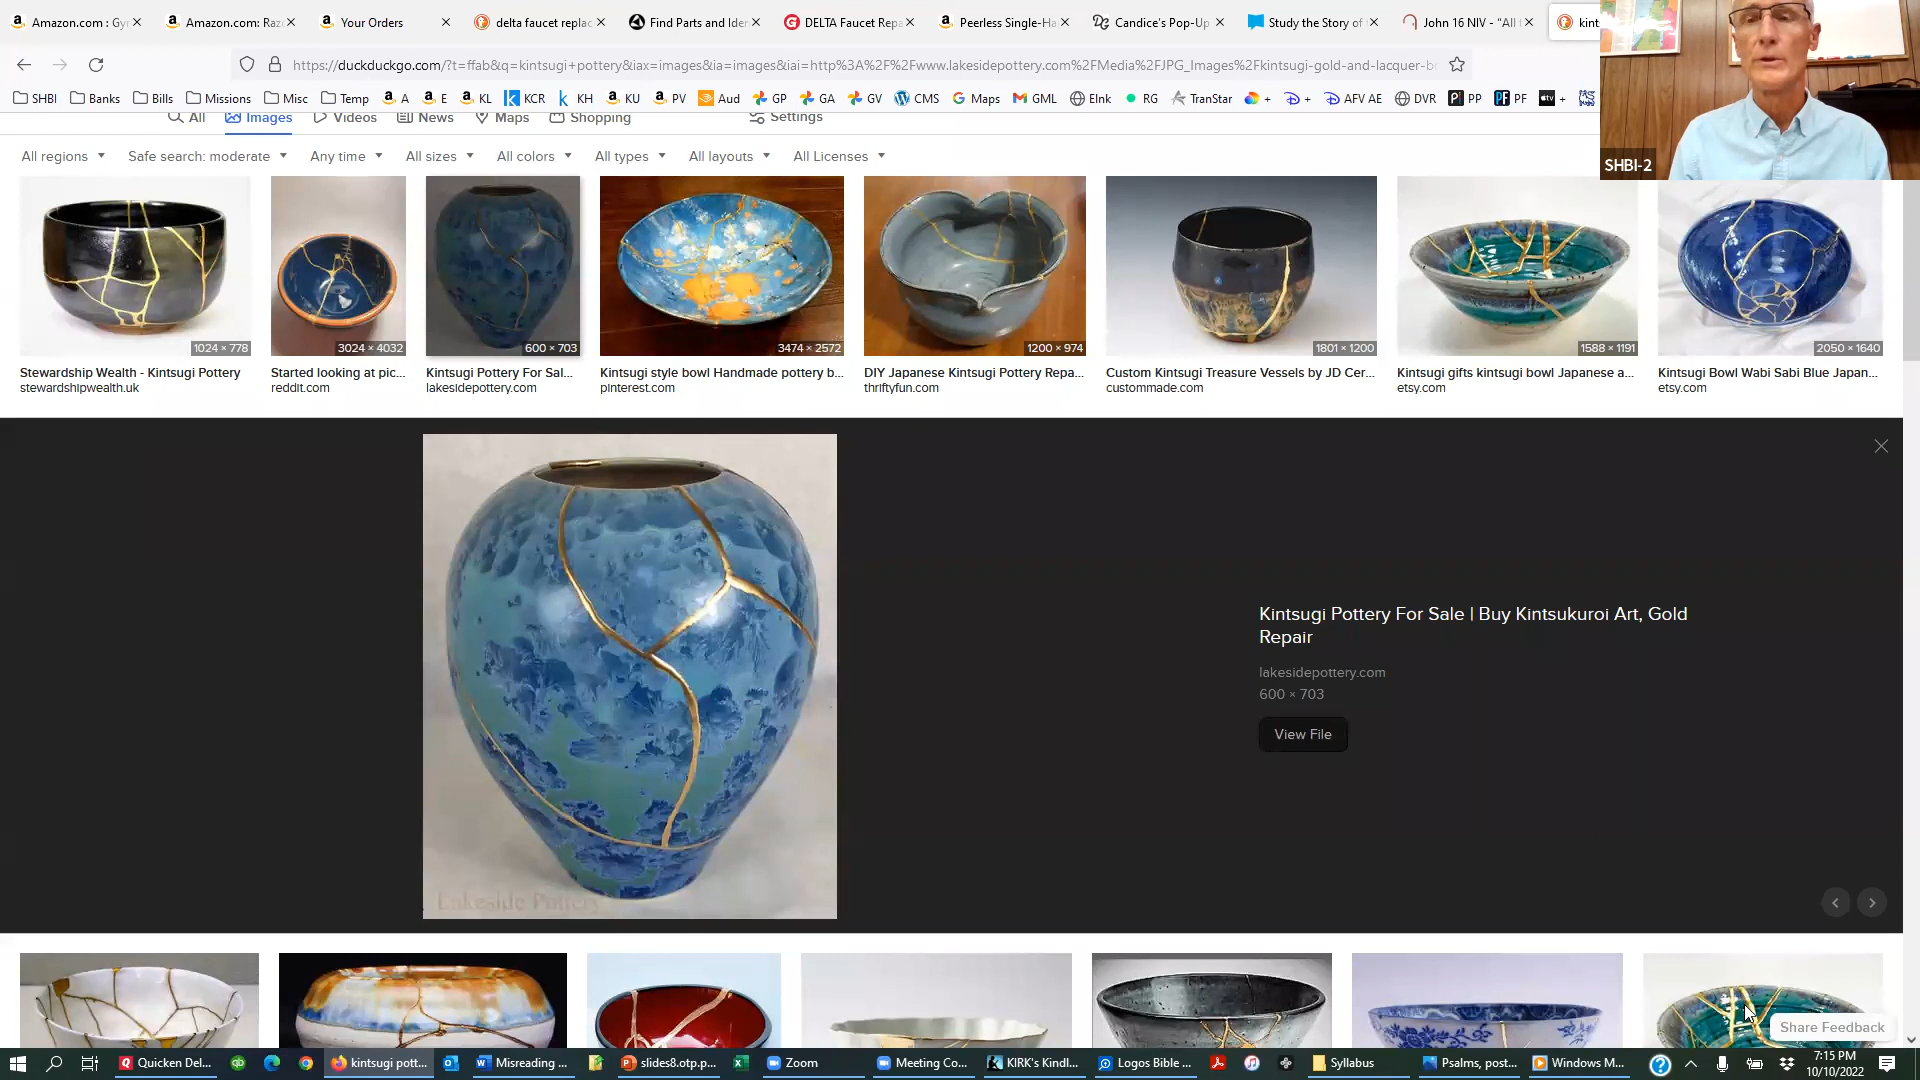 Amazon.com : Gyr
Amazon.com: Raz
Your Orders
delta faucet replac
Find Parts and Iden
DELTA Faucet Repa
Peerless Single-Ha
Candice's Pop-Up
Study the Story of
John 16 NIV - "All t
kint
https://duckduckgo.com/?t=ffab&q=kintsugi+pottery&iax=images&ia=images&iai=http%3A%2F%2Fwww.lakesidepottery.com%2FMedia%2FJPG_Images%2Fkintsugi-gold-and-lacquer-b
SHBI
Banks
Bills
Missions
Misc
Temp
A
E
KL
KCR
KH
KU
PV
Aud
GP
GA
GV
CMS
Maps
GML
EInk
RG
TranStar
+
+
AFV AE
DVR
PP
PF
+
SHBI-2
All
Images
Videos
News
Maps
Shopping
Settings
All regions
Safe search: moderate
Any time
All sizes
All colors
All types
All layouts
All Licenses
1024 × 778
3024 × 4032
600 × 703
3474 × 2572
1200 × 974
1801 × 1200
1588 × 1191
2050 × 1640
Stewardship Wealth - Kintsugi Pottery
Started looking at pic...
Kintsugi Pottery For Sal...
Kintsugi style bowl Handmade pottery b...
DIY Japanese Kintsugi Pottery Repa...
Custom Kintsugi Treasure Vessels by JD Cer...
Kintsugi gifts kintsugi bowl Japanese a...
Kintsugi Bowl Wabi Sabi Blue Japan...
stewardshipwealth.uk
reddit.com
lakesidepottery.com
pinterest.com
thriftyfun.com
custommade.com
etsy.com
etsy.com
Kintsugi Pottery For Sale | Buy Kintsukuroi Art, Gold
Repair
lakesidepottery.com
600 × 703
View File
Lakeside Pottery
Share Feedback
Quicken Del...
kintsugi pott...
Misreading ...
slides8.otp.p...
Zoom
Meeting Co...
KIRK's Kindl...
Logos Bible ...
Syllabus
Psalms, post...
Windows M...
7:15 PM
10/10/2022